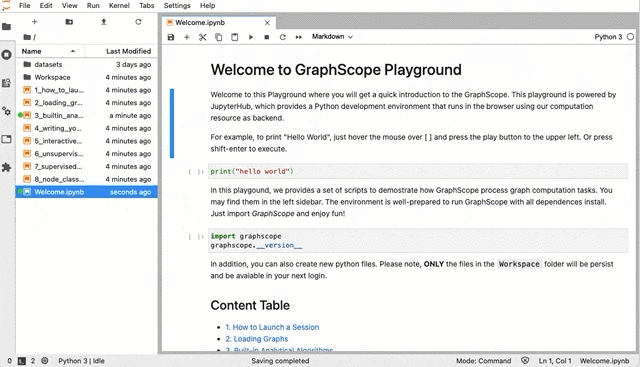 File Edit View Run Kernel Tabs Settings Help
Welcome.ipynb
Markdown
Python 3
/
Name
Last Modified
datasets 3 days ago
Workspace 4 minutes ago
1_how_to_lau... 4 minutes ago
2_loading_gr... 4 minutes ago
3_builtin_ana... a minute ago
4_writing_yo... 4 minutes ago
5_interactive... 4 minutes ago
6_unsupervis... 4 minutes ago
7_supervised... 4 minutes ago
8_node_class... 4 minutes ago
Welcome.ipynb seconds ago
Welcome to GraphScope Playground
Welcome to this Playground where you will get a quick introduction to the GraphScope. This playground is powered by
JupyterHub, which provides a Python development environment that runs in the browser using our computation
resource as backend.
For example, to print "Hello World", just hover the mouse over [ ] and press the play button to the upper left. Or press
shift-enter to execute.
[ ]: print("hello world")
In this playgound, we provides a set of scripts to demostrate how GraphScope process graph computation tasks. You
may find them in the left sidebar. The environment is well-prepared to run GraphScope with all dependences install.
Just import GraphScope and enjoy fun!
[ ]: import graphscope
graphscope.__version__
In addition, you can also create new python files. Please note, ONLY the files in the Workspace folder will be persist
and be avaiable in your next login.
Content Table
• 1. How to Launch a Session
• 2. Loading Graphs
• 3. Built-in Analytical Algorithms
0 2 Python 3 | Idle
Saving completed
Mode: Command
Ln 1, Col 1 Welcome.ipynb